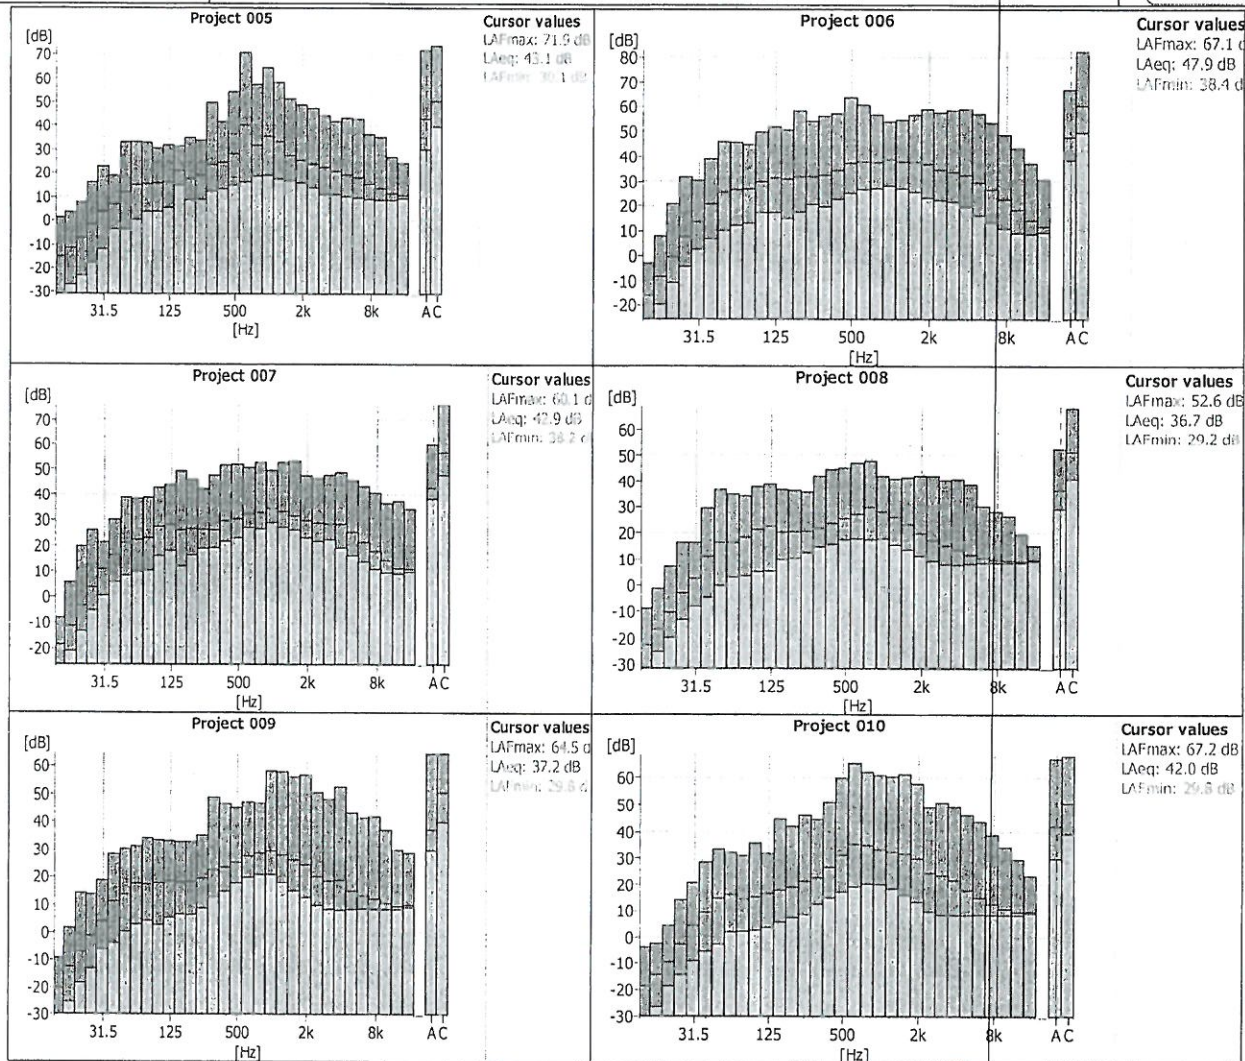 Project 005
Cursor values
LAFmax: 71.9 dB
LAeq: 43.1 dB
LAFmin: 30.1 dB
[dB]
70
60
50
40
30
20
10
0
-10
-20
-30
31.5 125 500 2k 8k A C
[Hz]
Project 006
Cursor values
LAFmax: 67.1 d
LAeq: 47.9 dB
LAFmin: 38.4 d
[dB]
80
70
60
50
40
30
20
10
0
-10
-20
31.5 125 500 2k 8k A C
[Hz]
Project 007
Cursor values
LAFmax: 60.1 d
LAeq: 42.9 dB
LAFmin: 38.2 d
[dB]
70
60
50
40
30
20
10
0
-10
-20
31.5 125 500 2k 8k A C
[Hz]
Project 008
Cursor values
LAFmax: 52.6 dB
LAeq: 36.7 dB
LAFmin: 29.2 dB
[dB]
60
50
40
30
20
10
0
-10
-20
-30
31.5 125 500 2k 8k A C
[Hz]
Project 009
Cursor values
LAFmax: 64.5 d
LAeq: 37.2 dB
LAFmin: 29.8 d
[dB]
60
50
40
30
20
10
0
-10
-20
-30
31.5 125 500 2k 8k A C
[Hz]
Project 010
Cursor values
LAFmax: 67.2 dB
LAeq: 42.0 dB
LAFmin: 29.8 dB
[dB]
60
50
40
30
20
10
0
-10
-20
-30
31.5 125 500 2k 8k A C
[Hz]